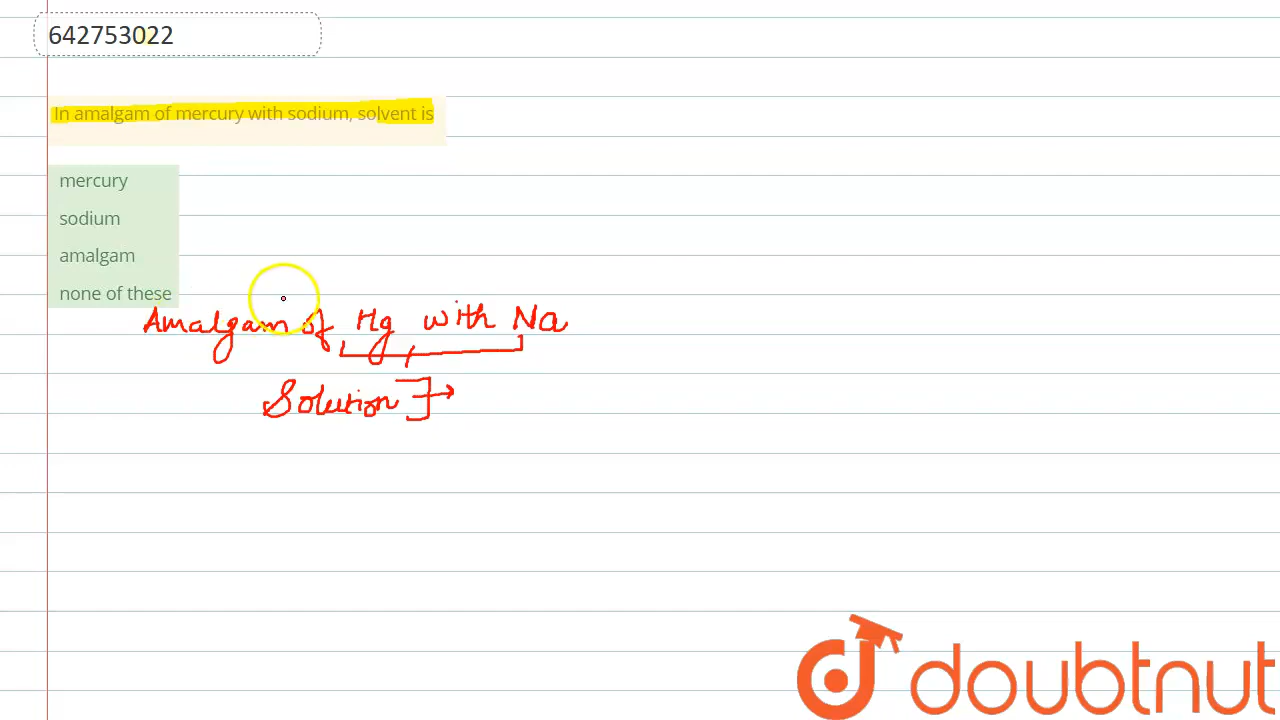 642753022
In amalgam of mercury with sodium, solvent is
mercury
sodium
amalgam
none of these
Amalgam of Hg with Na
Solution
doubtnut